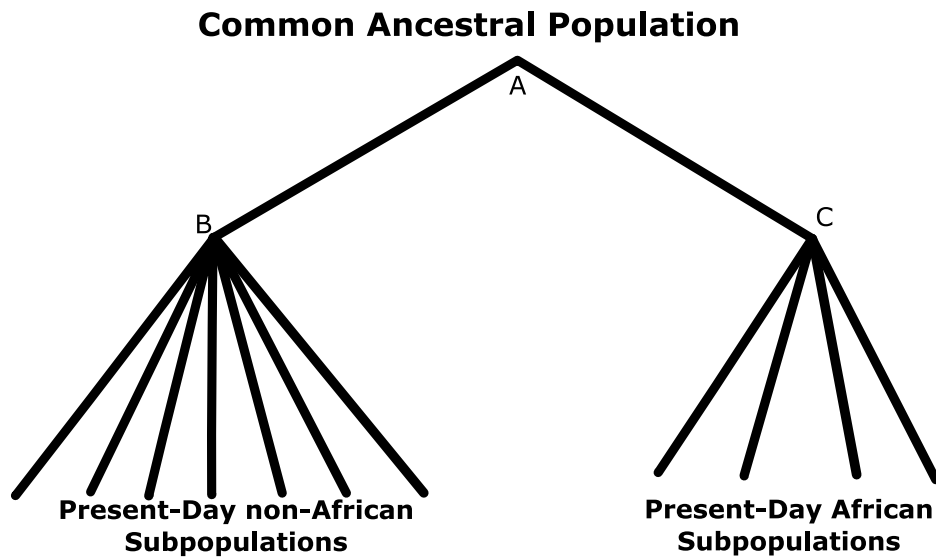 Common Ancestral Population
A
B
C
Present-Day non-African
Subpopulations
Present-Day African
Subpopulations